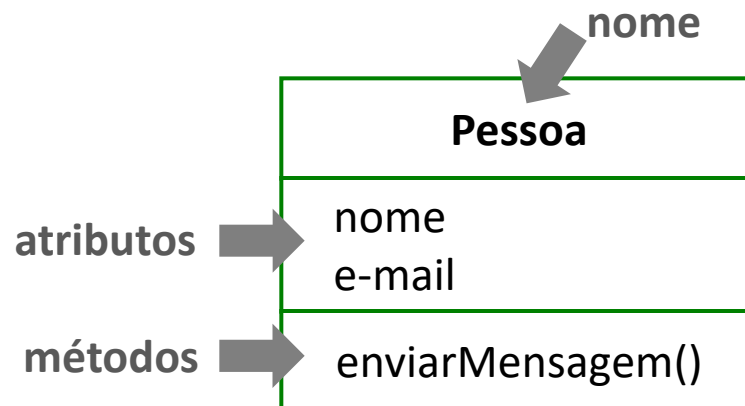 nome
Pessoa
atributos
nome
e-mail
métodos
enviarMensagem()